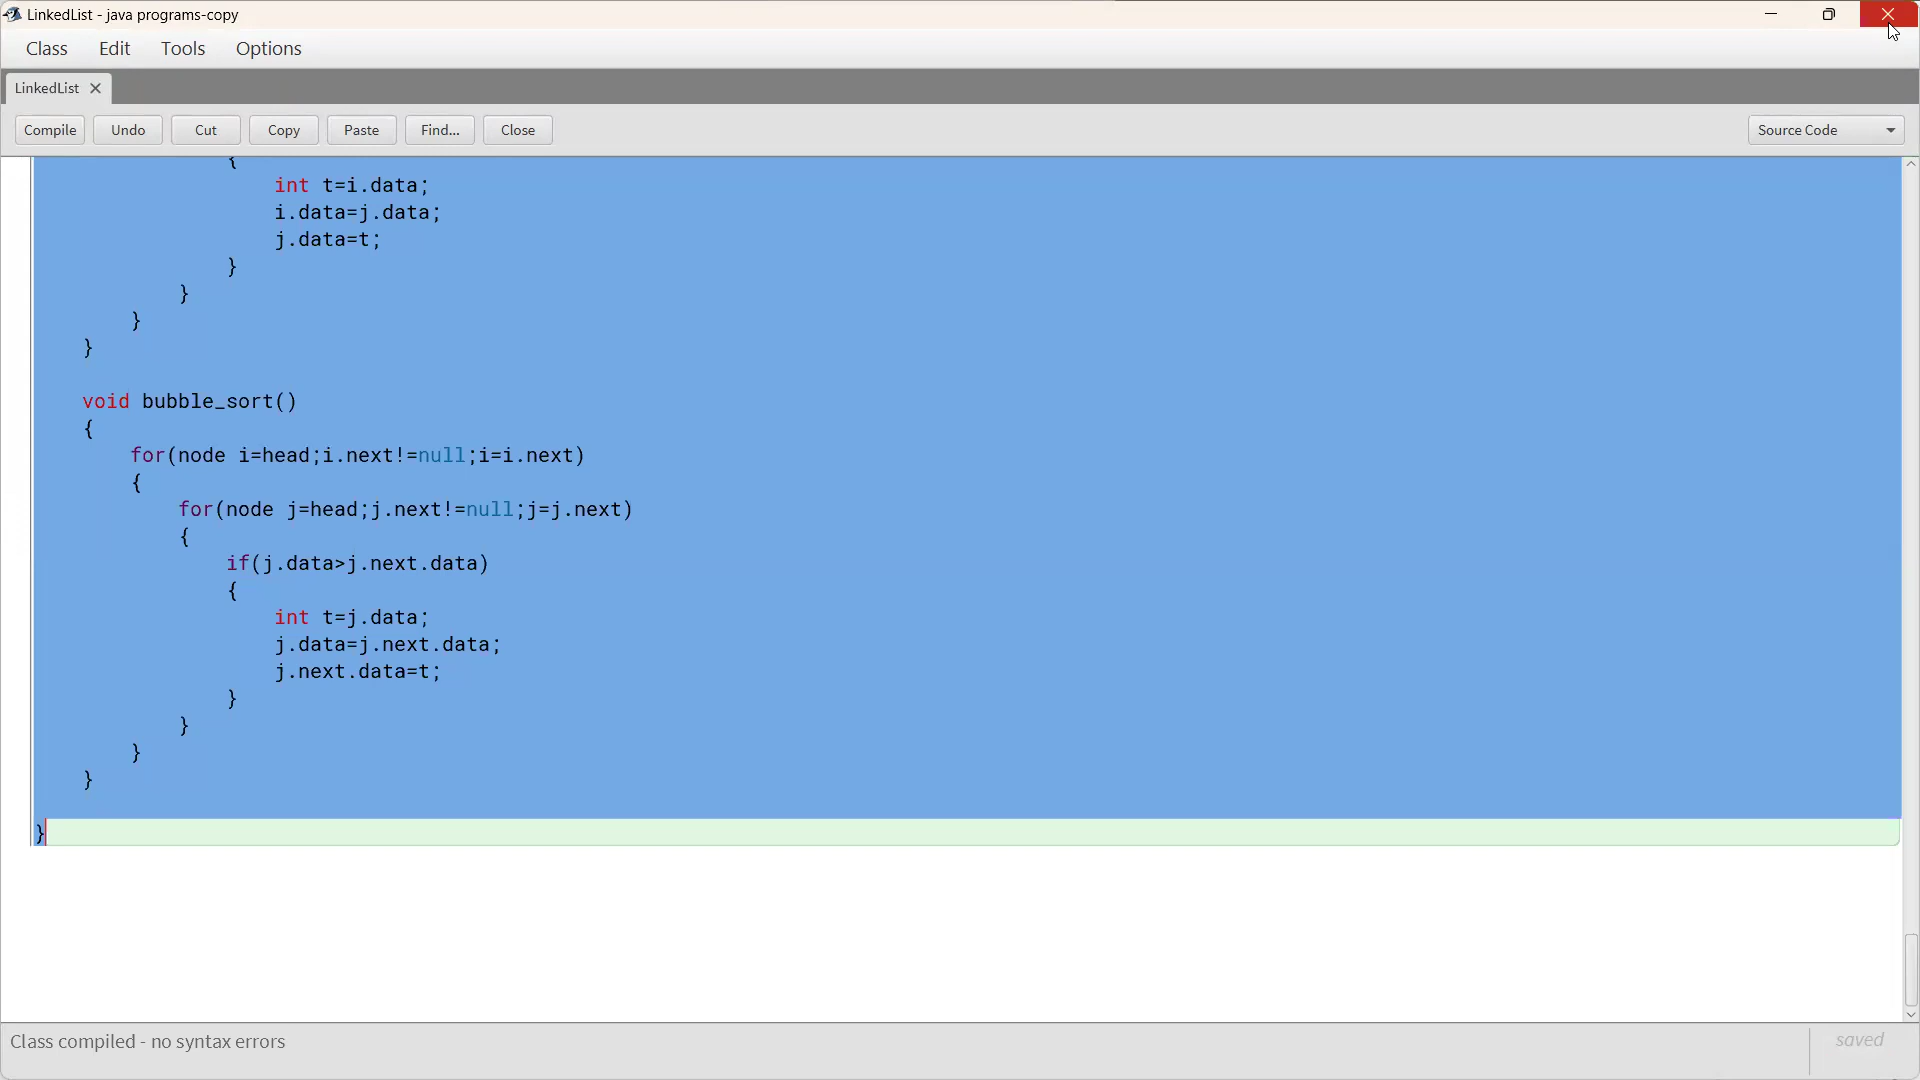 LinkedList - java programs-copy
Class Edit Tools Options
LinkedList
Compile Undo Cut Copy Paste Find... Close Source Code
{
int t=i.data;
i.data=j.data;
j.data=t;
}
}
}
}
void bubble_sort()
{
for(node i=head;i.next!=null;i=i.next)
{
for(node j=head;j.next!=null;j=j.next)
{
if(j.data>j.next.data)
{
int t=j.data;
j.data=j.next.data;
j.next.data=t;
}
}
}
}
}
Class compiled - no syntax errors
saved